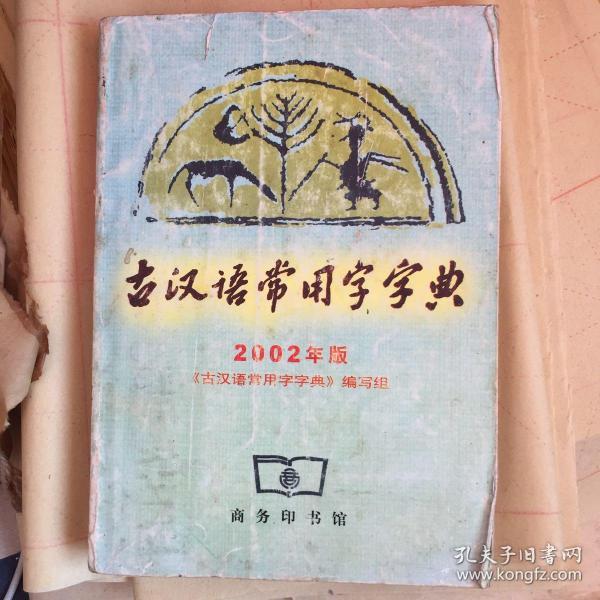 古汉语常用字字典
2002年版
《古汉语常用字字典》编写组
商务印书馆
孔夫子旧书网
www.kongfz.com